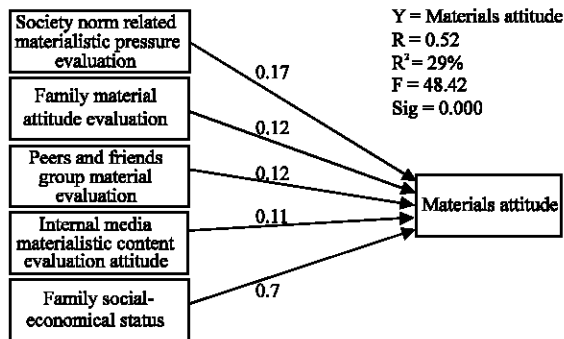 Society norm related
materialistic pressure
evaluation
Family material
attitude evaluation
Peers and friends
group material
evaluation
Internal media
materialistic content
evaluation attitude
Family social-
economical status
0.17
0.12
0.12
0.11
0.7
Materials attitude
Y = Materials attitude
R = 0.52
R² = 29%
F = 48.42
Sig = 0.000